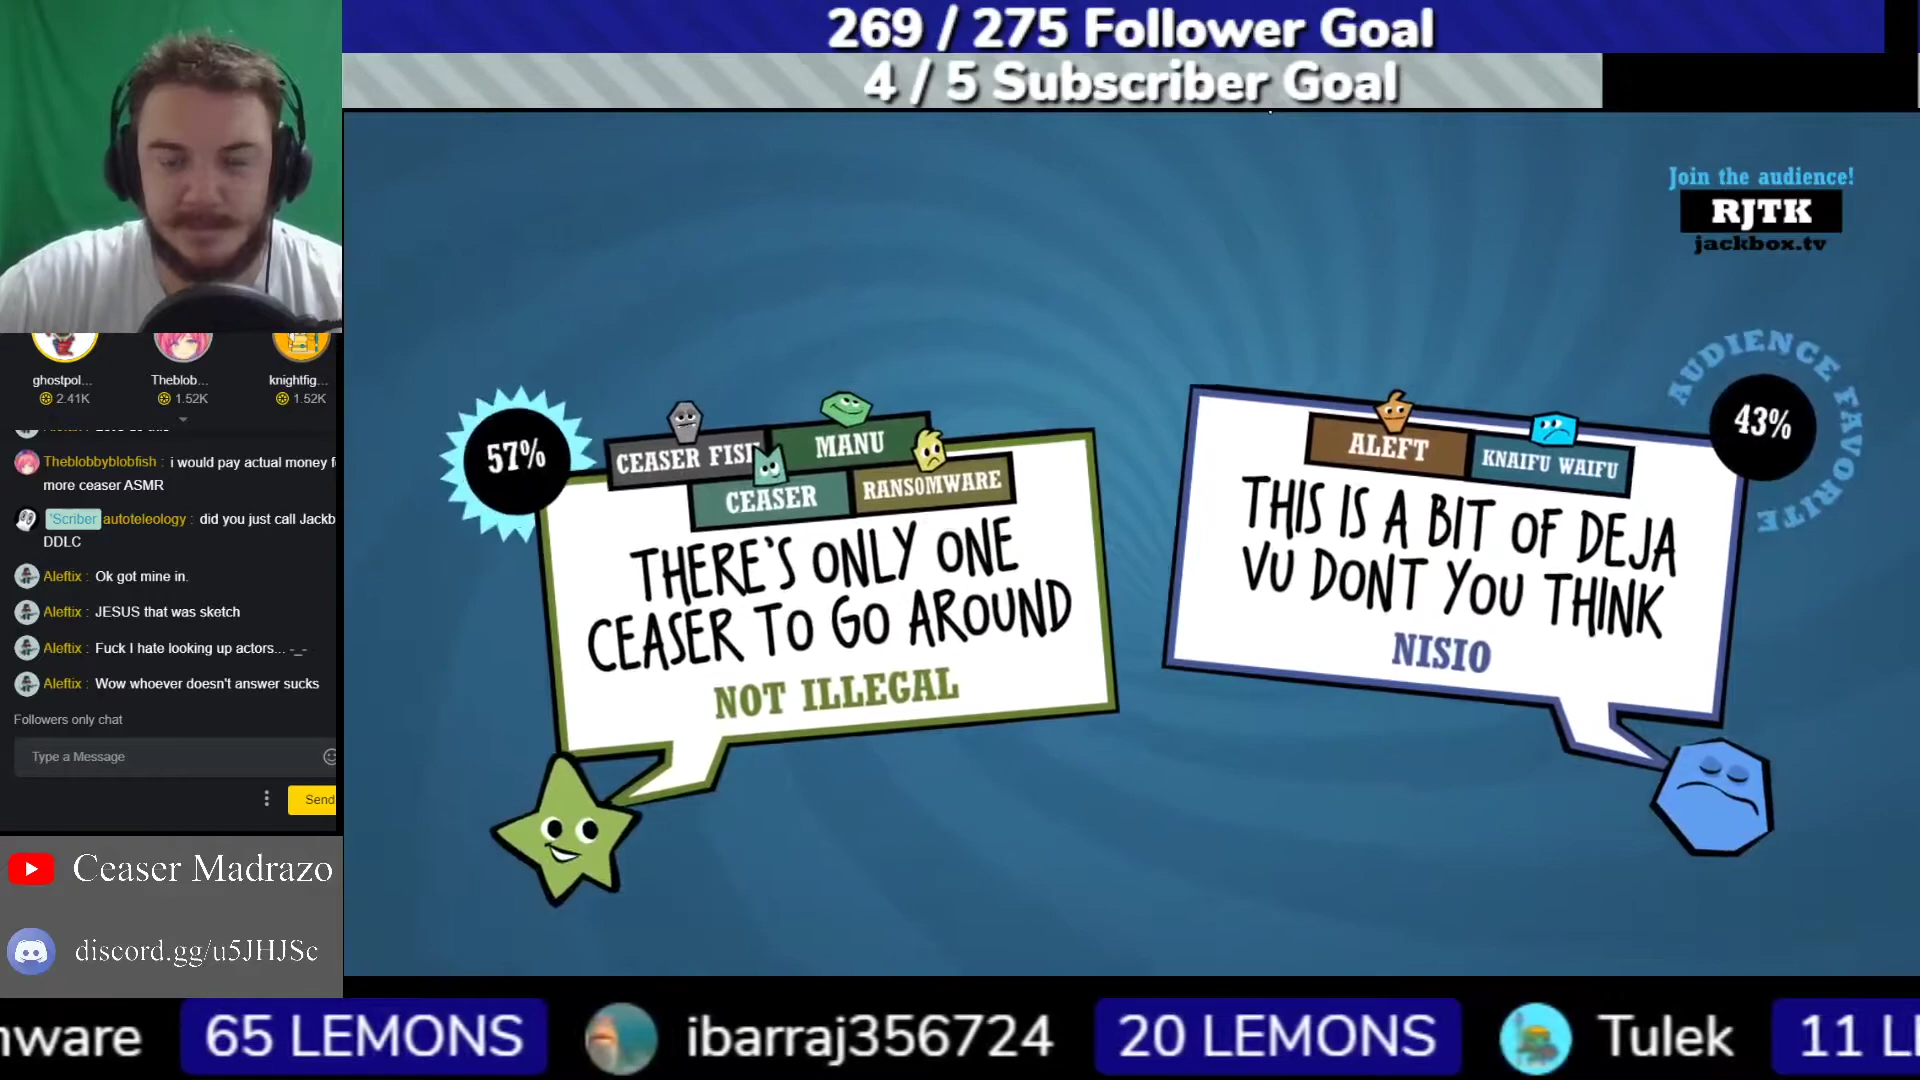 269 / 275 Follower Goal
4 / 5 Subscriber Goal
Join the audience!
RJTK
jackbox.tv
ghostpol...
Theblob...
knightfig...
2.41K
1.52K
1.52K
Theblobbyblobfish : i would pay actual money f
more ceaser ASMR
'Scriber autoteleology : did you just call Jackb
DDLC
Aleftix : Ok got mine in.
Aleftix : JESUS that was sketch
Aleftix : Fuck I hate looking up actors... -_-
Aleftix : Wow whoever doesn't answer sucks
Followers only chat
Type a Message
Send
Ceaser Madrazo
discord.gg/u5JHJSc
57%
CEASER FISH
MANU
CEASER
RANSOMWARE
THERE'S ONLY ONE
CEASER TO GO AROUND
NOT ILLEGAL
AUDIENCE FAVORITE
43%
ALEFT
KNAIFU WAIFU
THIS IS A BIT OF DEJA
VU DONT YOU THINK
NISIO
ware
65 LEMONS
ibarraj356724
20 LEMONS
Tulek
11 LE